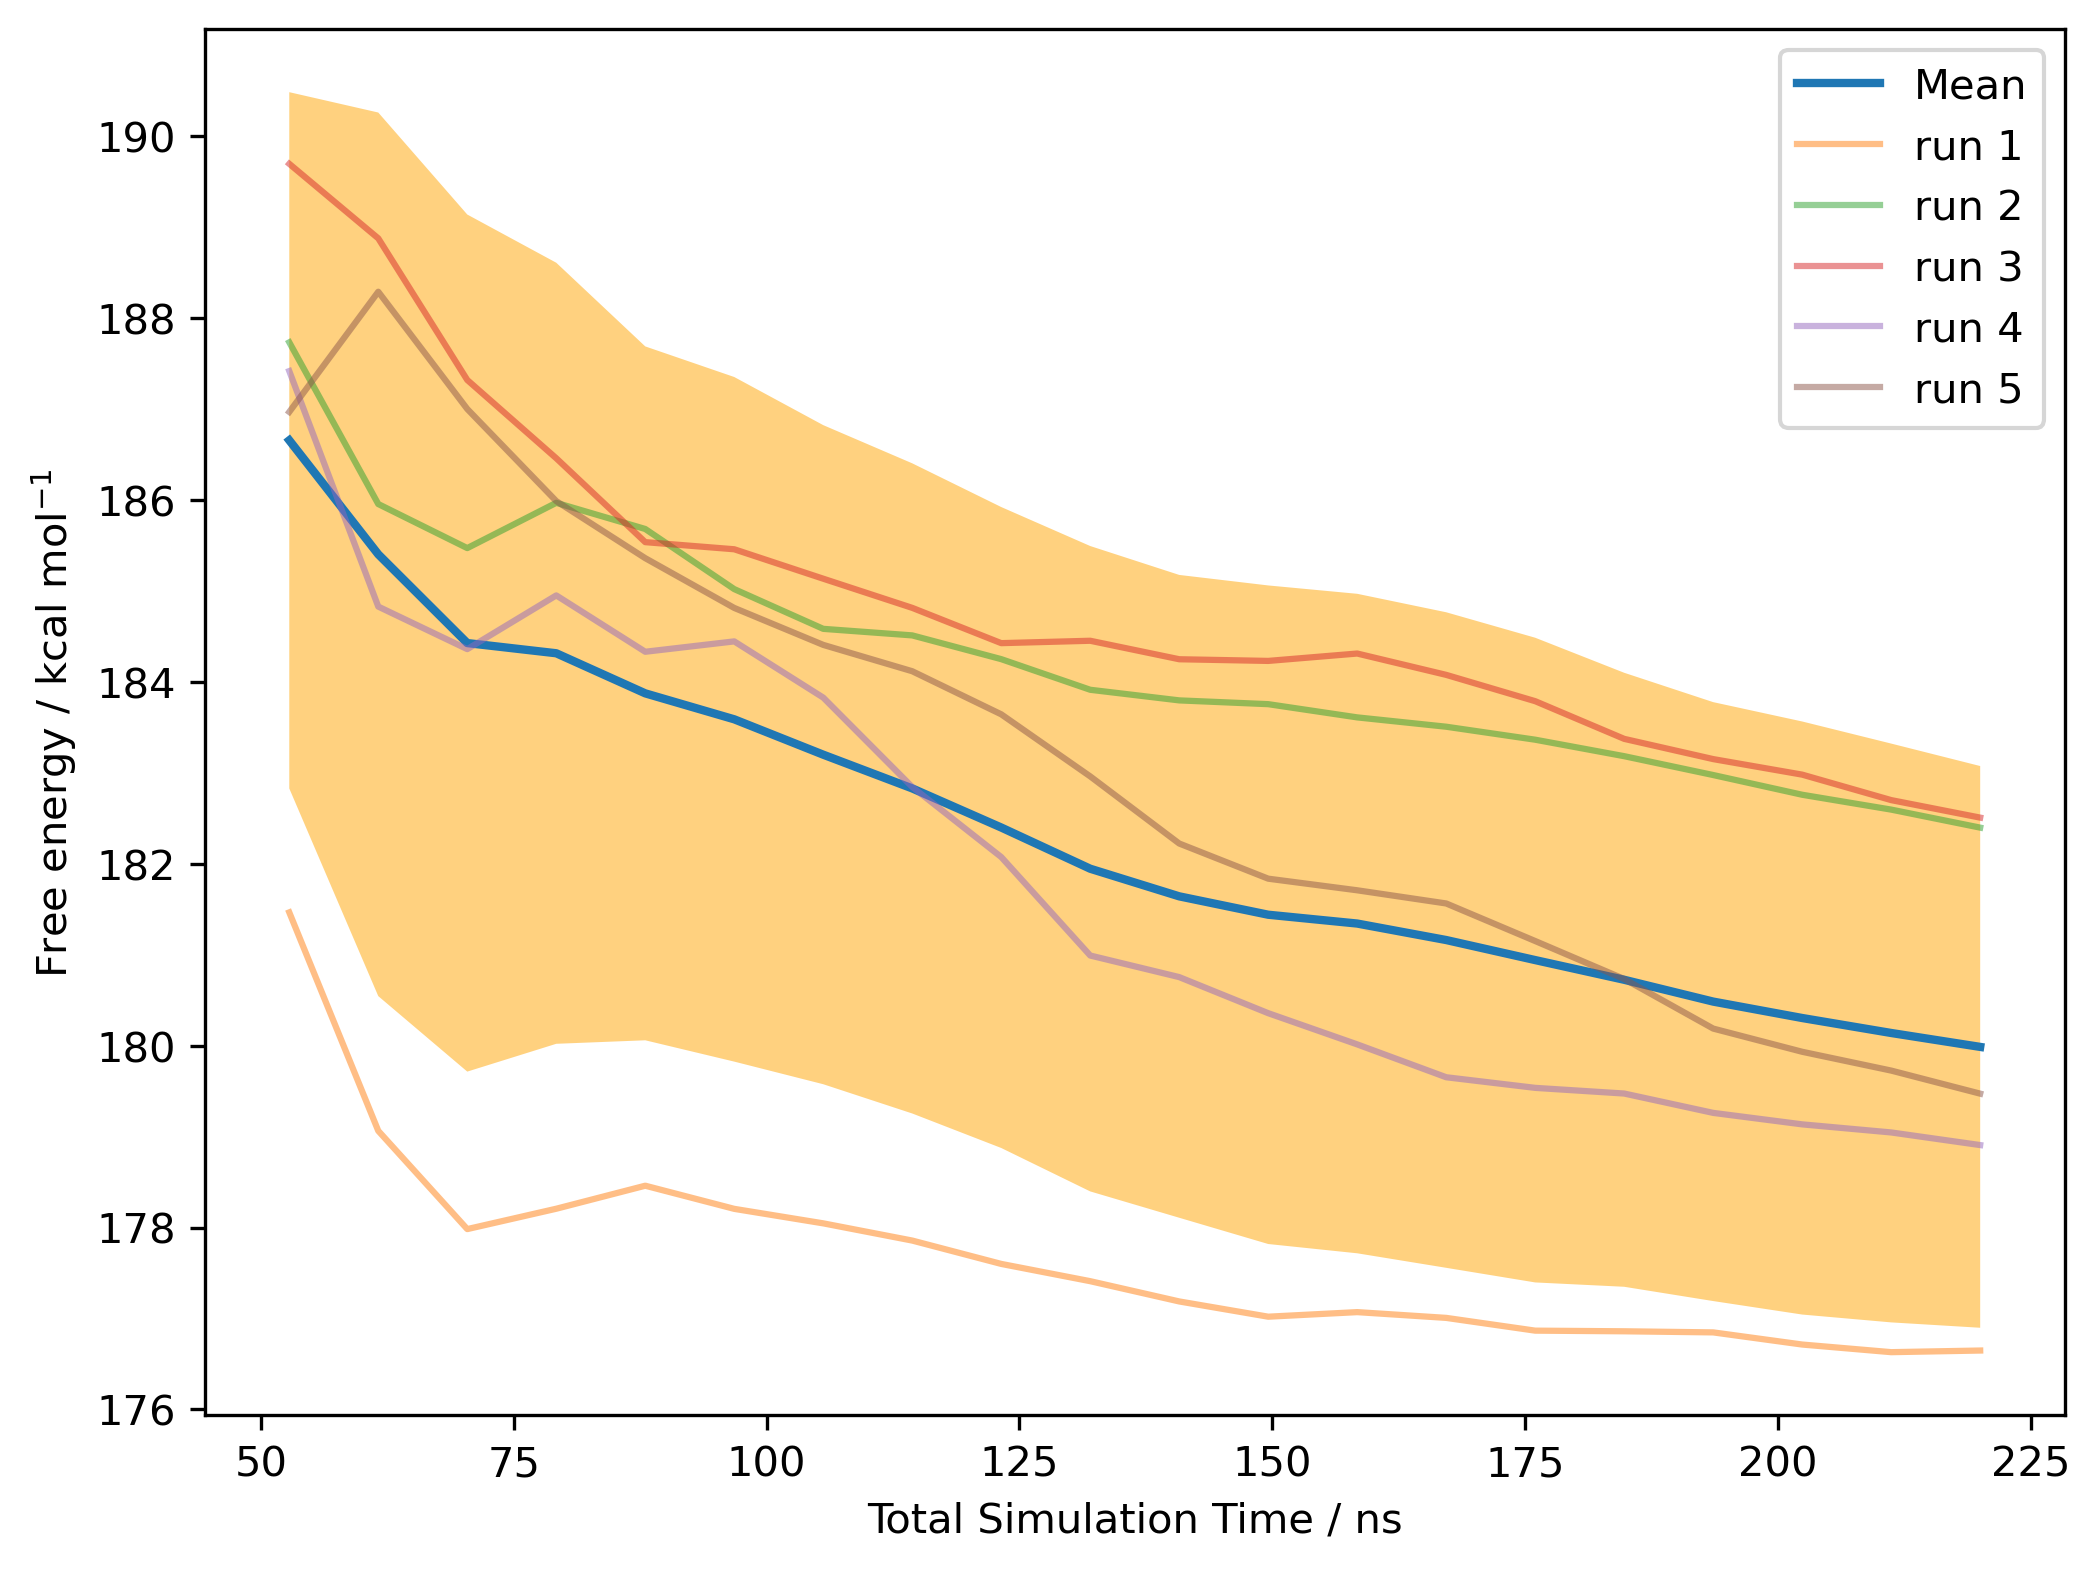 Mean
run 1
run 2
run 3
run 4
run 5
190
188
186
184
182
180
178
176
Free energy / kcal mol⁻¹
50 75 100 125 150 175 200 225
Total Simulation Time / ns